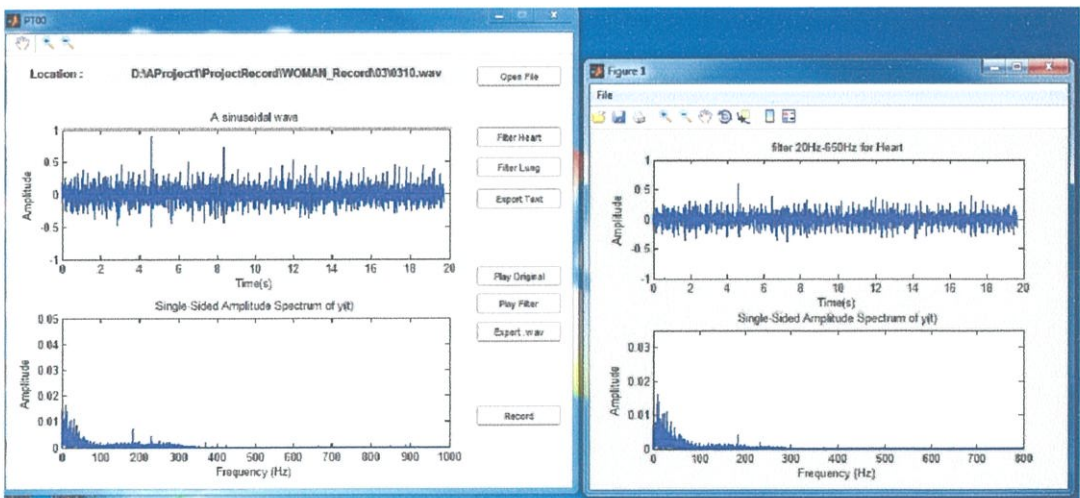 PT00
Location : D:\AProject1\ProjectRecord\WOMAN_Record\03\0310.wav
Open File
A sinusoidal wave
1
0.5
0
-0.5
-1
Amplitude
0 2 4 6 8 10 12 14 16 18 20
Time(s)
Filter Heart
Filter Lung
Export Text
Play Original
Play Filter
Export .wav
Record
Single-Sided Amplitude Spectrum of y(t)
0.05
0.04
0.03
0.02
0.01
0
Amplitude
0 100 200 300 400 500 600 700 800 900 1000
Frequency (Hz)
Figure 1
File
filter 20Hz-650Hz for Heart
1
0.5
0
-0.5
-1
Amplitude
0 2 4 6 8 10 12 14 16 18 20
Time(s)
Single-Sided Amplitude Spectrum of y(t)
0.03
0.02
0.01
0
Amplitude
0 100 200 300 400 500 600 700 800
Frequency (Hz)